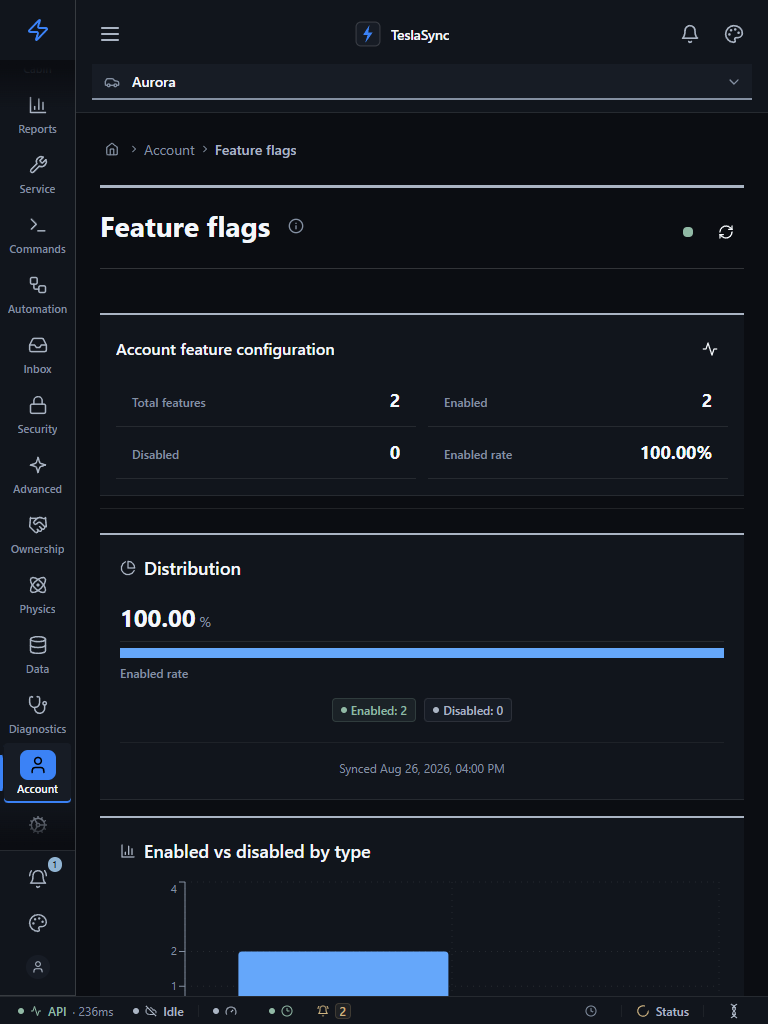 TeslaSync
Aurora
Reports
Service
Commands
Automation
Inbox
Security
Advanced
Ownership
Physics
Data
Diagnostics
Account
1
Account
Feature flags
Feature flags
Account feature configuration
Total features 2
Enabled 2
Disabled 0
Enabled rate 100.00%
Distribution
100.00 %
Enabled rate
Enabled: 2
Disabled: 0
Synced Aug 26, 2026, 04:00 PM
Enabled vs disabled by type
4
2
1
API · 236ms
Idle
2
Status